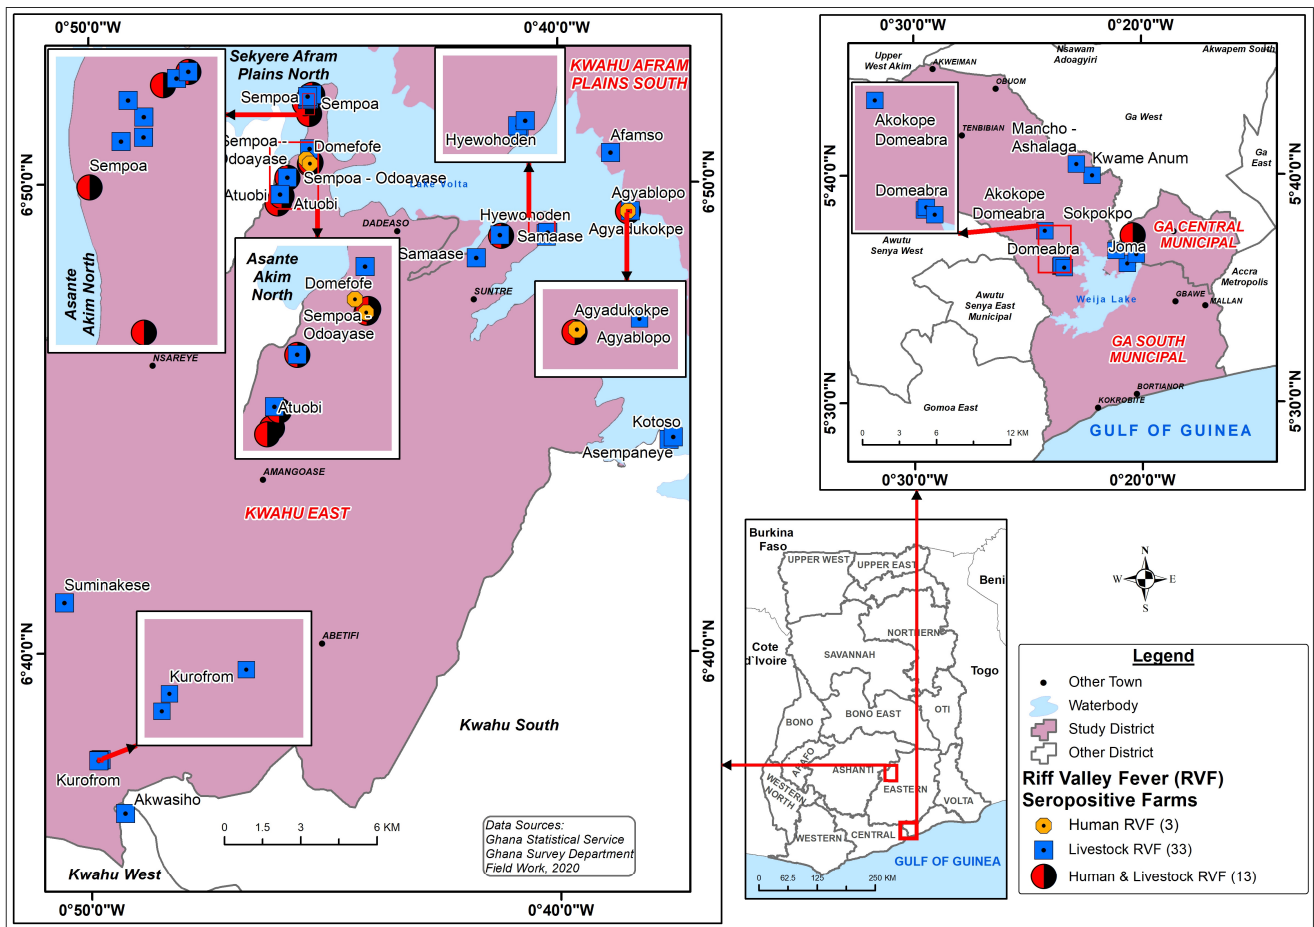 0°50'0"W
0°40'0"W
0°30'0"W
0°20'0"W
Sekyere Afram
Plains North
KWAHU AFRAM
PLAINS SOUTH
Sempoa
Sempoa
Sempoa
Asante
Akim North
Domefofe
Sempoa - Odoayase
Atuobi
Atuobi
Lake Volta
DADEASO
Hyewohoden
Hyewohoden
Samaase
Samaase
SUNTRE
Afamso
Agyablopo
Agyadukokpe
Agyadukokpe
Agyablopo
6°50'0"N
6°50'0"N
Asante
Akim
North
Domefofe
Sempoa -
Odoayase
Atuobi
NSAREYE
AMANGOASE
KWAHU EAST
Kotoso
Asempaneye
Suminakese
ABETIFI
Kurofrom
Kurofrom
Akwasiho
Kwahu South
Kwahu West
6°40'0"N
6°40'0"N
0 1.5 3 6 KM
Data Sources:
Ghana Statistical Service
Ghana Survey Department
Field Work, 2020
0°50'0"W
0°40'0"W
Upper
West Akim
AKWEIMAN
Nsawam
Adoagyiri
Akwapem South
OBUOM
Akokope
Domeabra
TENBIBIAN
Mancho -
Ashalaga
Ga West
Kwame Anum
Ga
East
Domeabra
Akokope
Domeabra
Sokpokpo
GA CENTRAL
MUNICIPAL
Awutu
Senya West
Domeabra
Joma
Accra
Metropolis
Awutu
Senya East
Municipal
Weija Lake
GBAWE
MALLAN
GA SOUTH
MUNICIPAL
BORTIANOR
KOKROBITE
Gomoa East
GULF OF GUINEA
0 3 6 12 KM
5°40'0"N
5°40'0"N
5°30'0"N
5°30'0"N
0°30'0"W
0°20'0"W
Burkina
Faso
UPPER WEST
UPPER EAST
Beni
NORTHERN
Cote
d'Ivoire
SAVANNAH
Togo
BONO
BONO EAST
OTI
AHAFO
ASHANTI
WESTERN
NORTH
EASTERN
VOLTA
WESTERN
CENTRAL
GULF OF GUINEA
0 62.5 125 250 KM
N
W E
S
Legend
Other Town
Waterbody
Study District
Other District
Riff Valley Fever (RVF)
Seropositive Farms
Human RVF (3)
Livestock RVF (33)
Human & Livestock RVF (13)